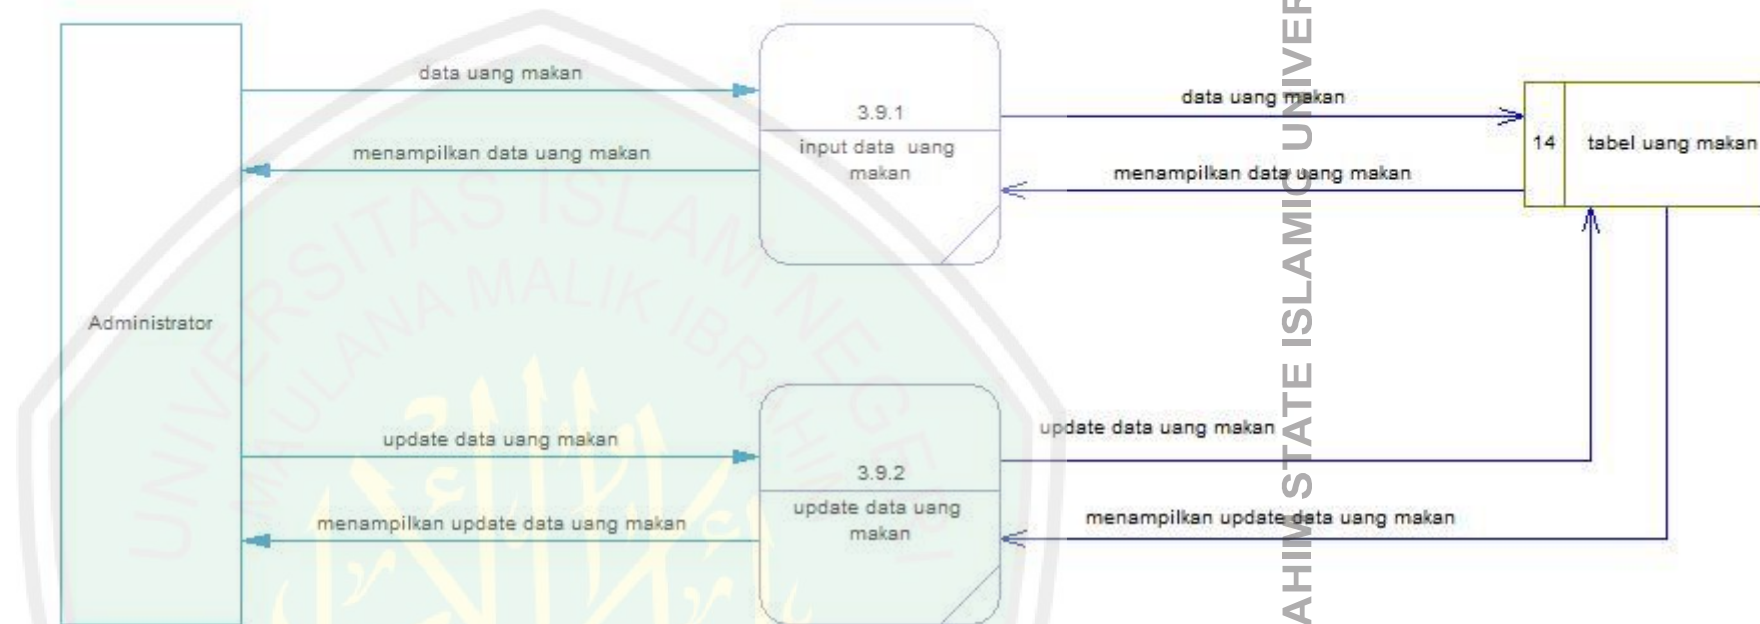 data uang makan
menampilkan data uang makan
Administrator
update data uang makan
menampilkan update data uang makan
3.9.1
input data uang
makan
3.9.2
update data uang
makan
data uang makan
menampilkan data uang makan
update data uang makan
menampilkan update data uang makan
14
tabel uang makan
UNIVERSITAS ISLAM NEGERI
MAULANA MALIK IBRAHIM
AHIM STATE ISLAMIC UNIVER